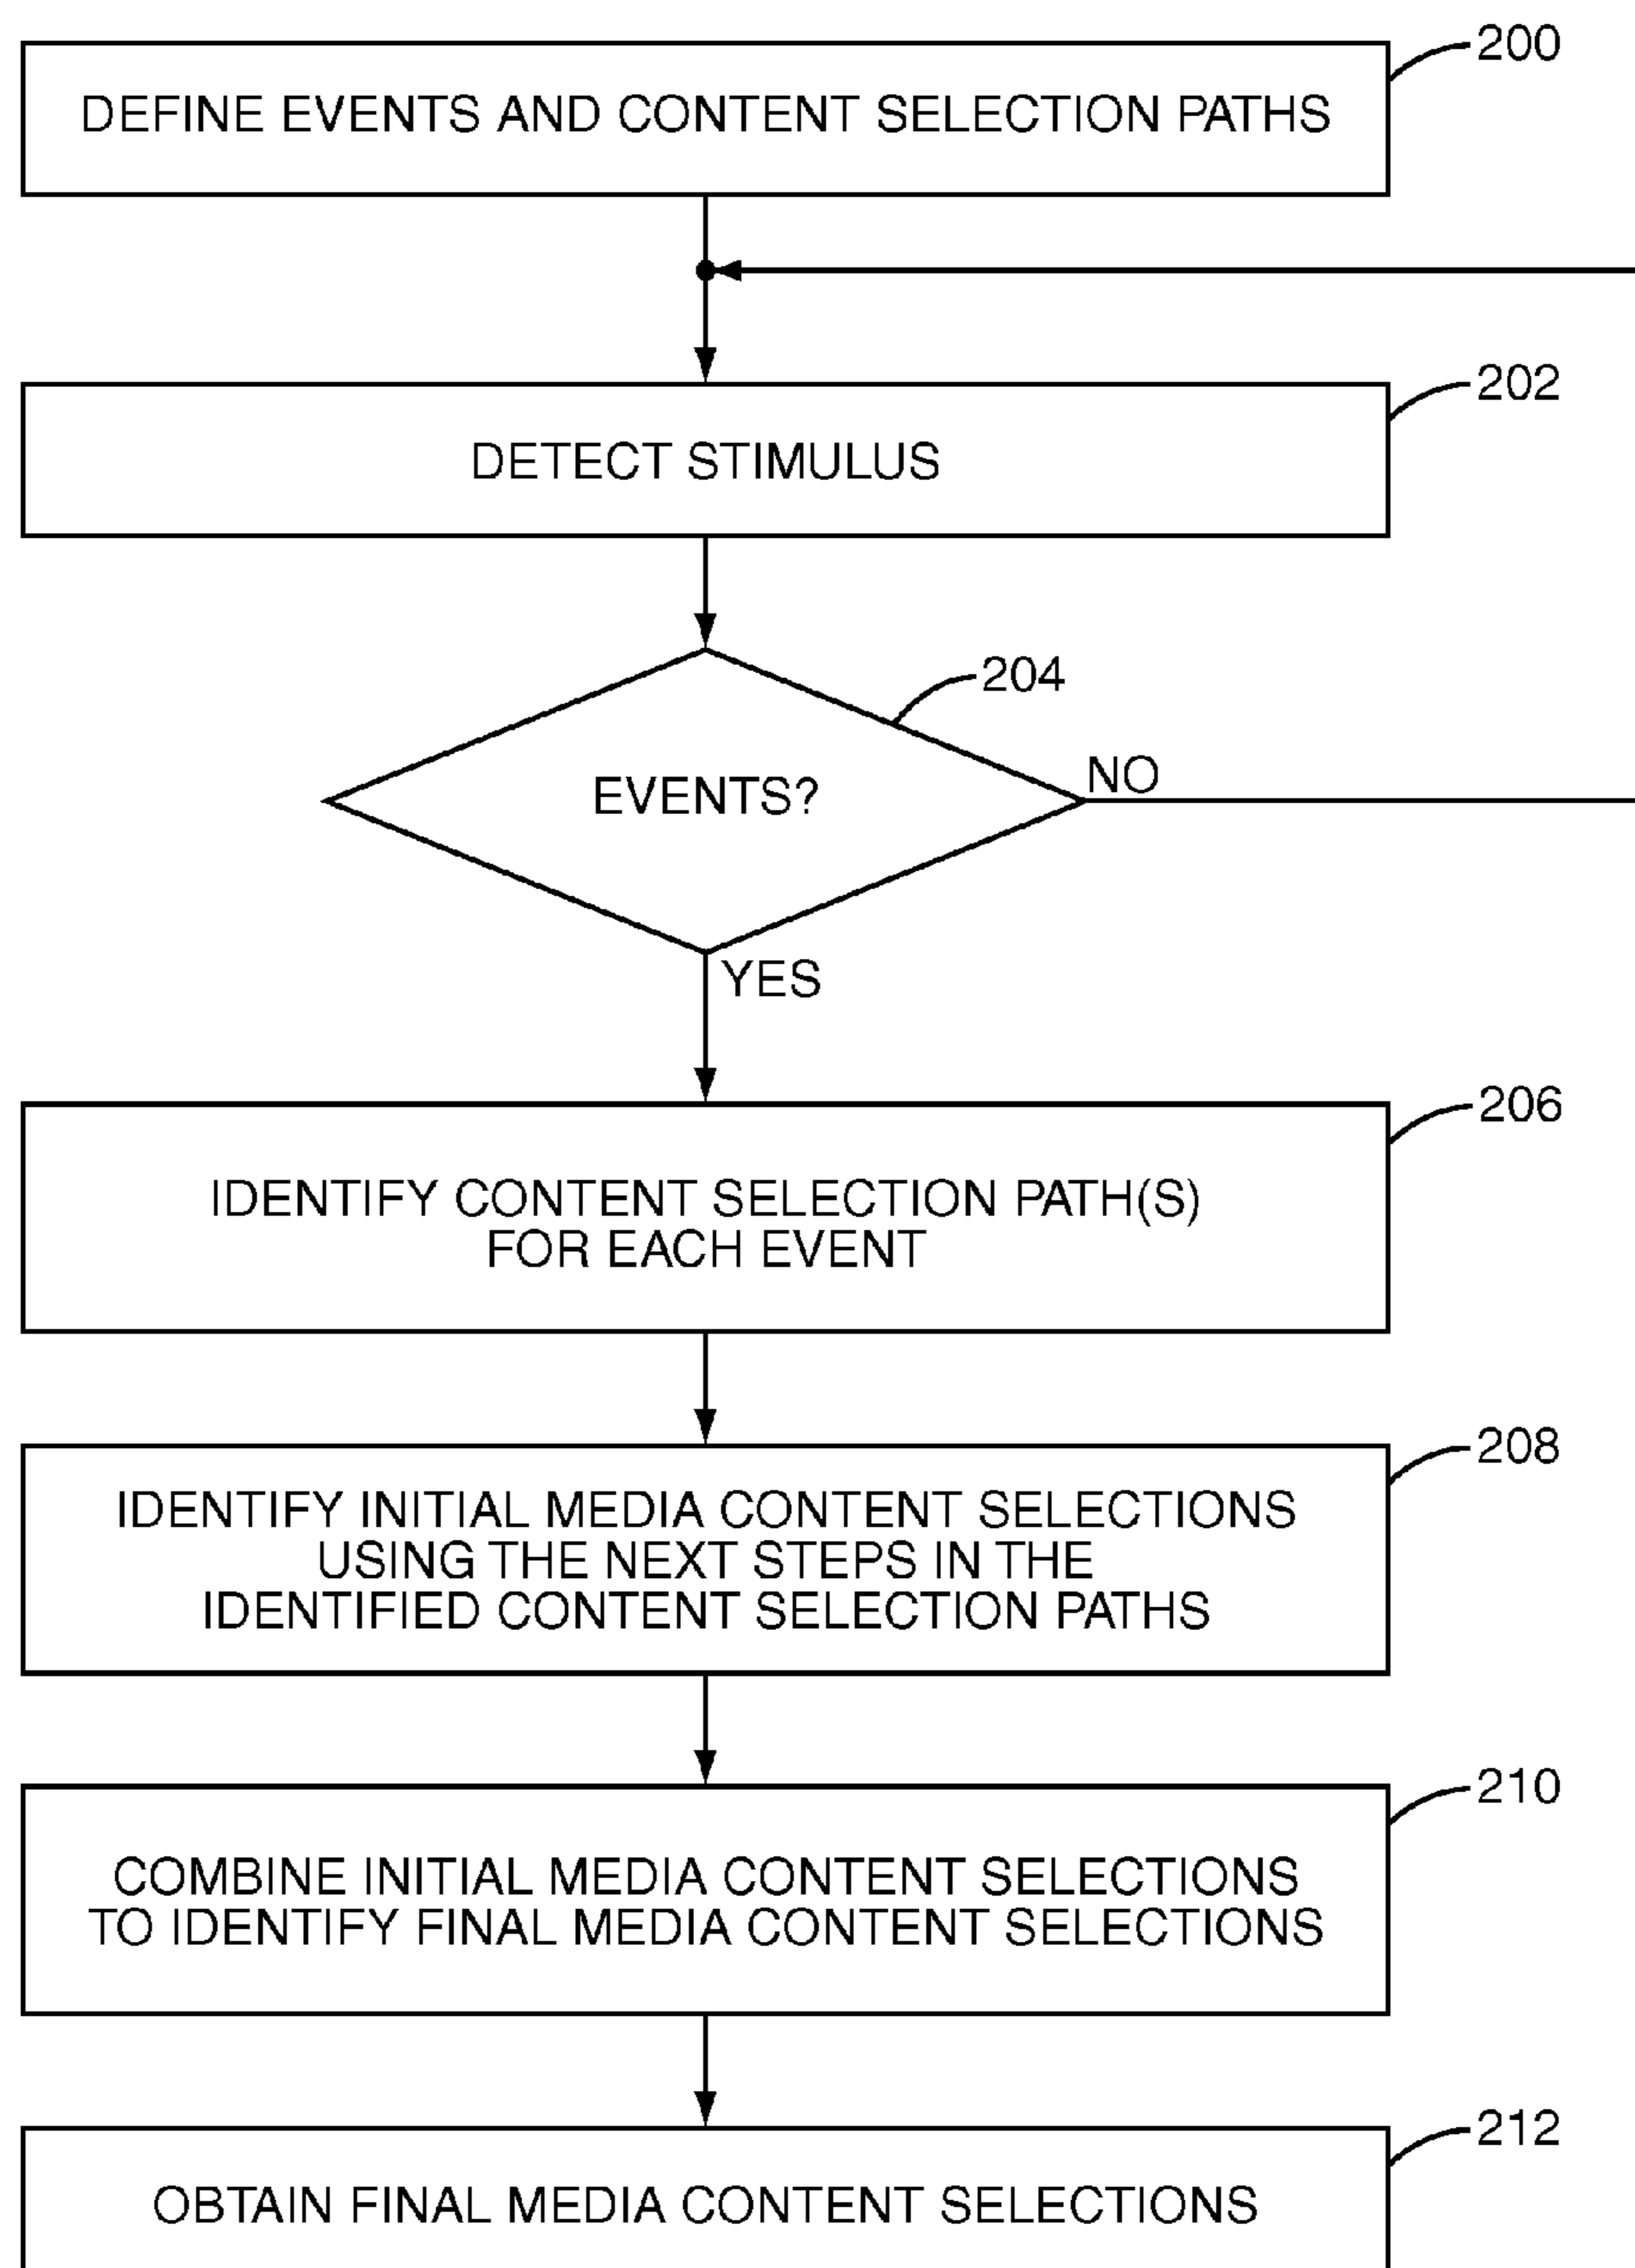 200
DEFINE EVENTS AND CONTENT SELECTION PATHS
202
DETECT STIMULUS
204
EVENTS?
NO
YES
206
IDENTIFY CONTENT SELECTION PATH(S)
FOR EACH EVENT
208
IDENTIFY INITIAL MEDIA CONTENT SELECTIONS
USING THE NEXT STEPS IN THE
IDENTIFIED CONTENT SELECTION PATHS
210
COMBINE INITIAL MEDIA CONTENT SELECTIONS
TO IDENTIFY FINAL MEDIA CONTENT SELECTIONS
212
OBTAIN FINAL MEDIA CONTENT SELECTIONS